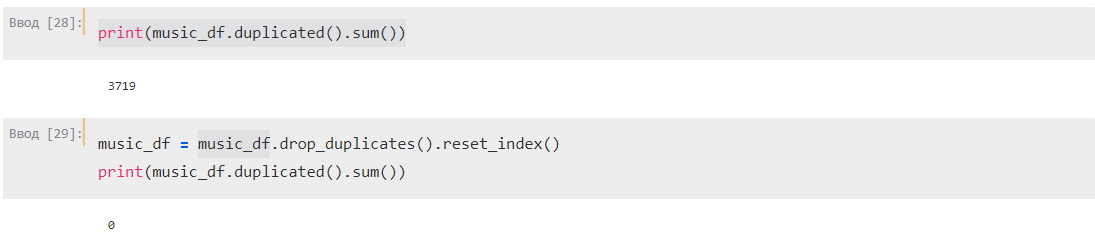 Ввод [28]:
print(music_df.duplicated().sum())
3719
Ввод [29]:
music_df = music_df.drop_duplicates().reset_index()
print(music_df.duplicated().sum())
0